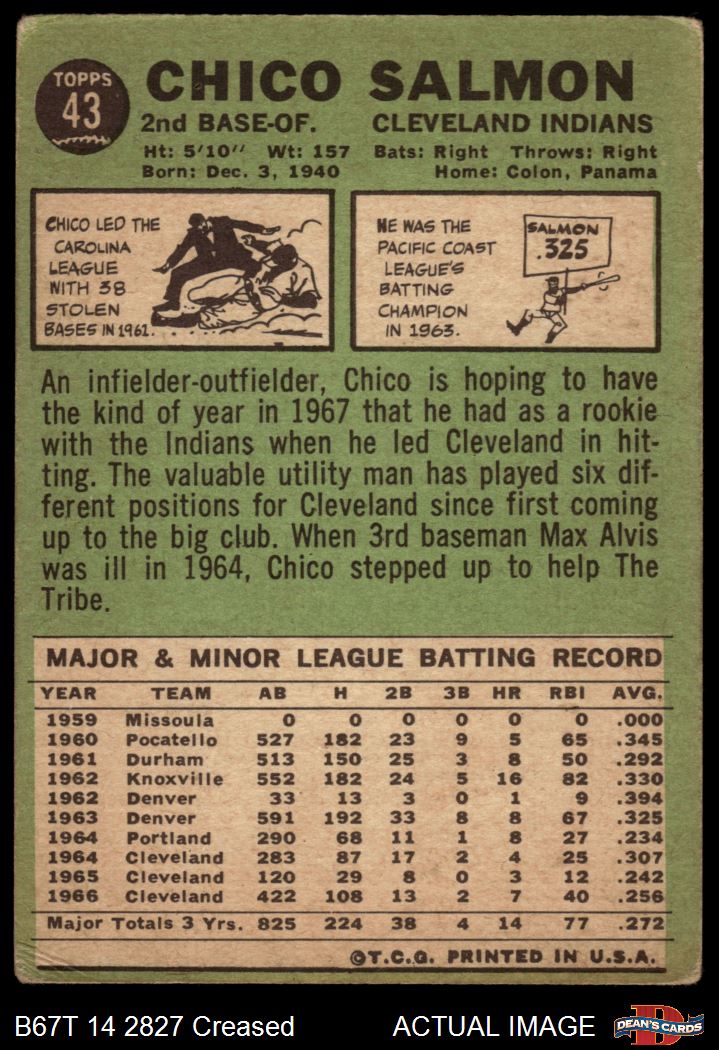 TOPPS
43
CHICO SALMON
2nd BASE-OF. CLEVELAND INDIANS
Ht: 5'10" Wt: 157 Bats: Right Throws: Right
Born: Dec. 3, 1940 Home: Colon, Panama
CHICO LED THE
CAROLINA
LEAGUE
WITH 38
STOLEN
BASES IN 1961.
HE WAS THE
PACIFIC COAST
LEAGUE'S
BATTING
CHAMPION
IN 1963.
SALMON
.325
An infielder-outfielder, Chico is hoping to have
the kind of year in 1967 that he had as a rookie
with the Indians when he led Cleveland in hit-
ting. The valuable utility man has played six dif-
ferent positions for Cleveland since first coming
up to the big club. When 3rd baseman Max Alvis
was ill in 1964, Chico stepped up to help The
Tribe.
MAJOR & MINOR LEAGUE BATTING RECORD
YEAR TEAM AB H 2B 3B HR RBI AVG.
1959 Missoula 0 0 0 0 0 0 .000
1960 Pocatello 527 182 23 9 5 65 .345
1961 Durham 513 150 25 3 8 50 .292
1962 Knoxville 552 182 24 5 16 82 .330
1962 Denver 33 13 3 0 1 9 .394
1963 Denver 591 192 33 8 8 67 .325
1964 Portland 290 68 11 1 8 27 .234
1964 Cleveland 283 87 17 2 4 25 .307
1965 Cleveland 120 29 8 0 3 12 .242
1966 Cleveland 422 108 13 2 7 40 .256
Major Totals 3 Yrs. 825 224 38 4 14 77 .272
©T.C.G. PRINTED IN U.S.A.
B67T 14 2827 Creased ACTUAL IMAGE
D
DEAN'S CARDS